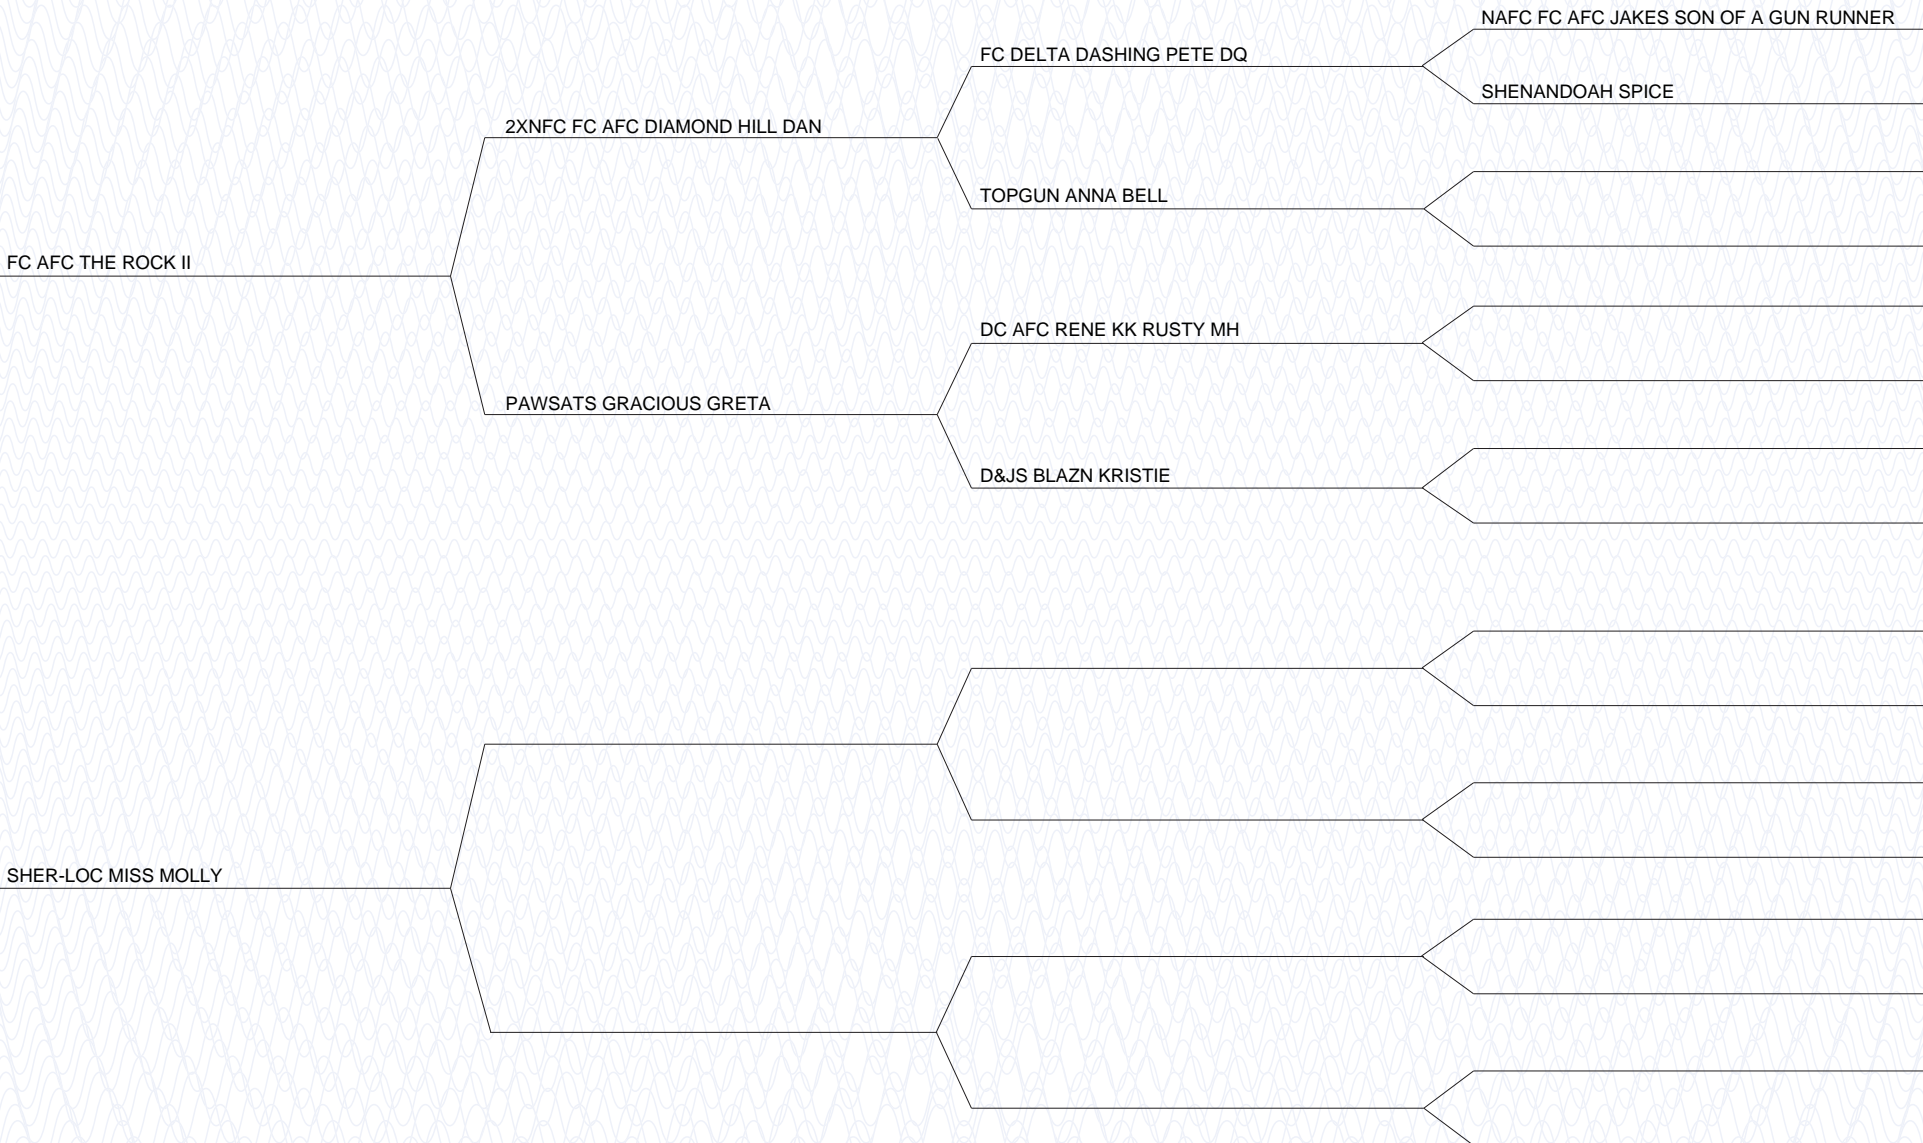 NAFC FC AFC JAKES SON OF A GUN RUNNER
FC DELTA DASHING PETE DQ
SHENANDOAH SPICE
2XNFC FC AFC DIAMOND HILL DAN
TOPGUN ANNA BELL
FC AFC THE ROCK II
DC AFC RENE KK RUSTY MH
PAWSATS GRACIOUS GRETA
D&JS BLAZN KRISTIE
SHER-LOC MISS MOLLY